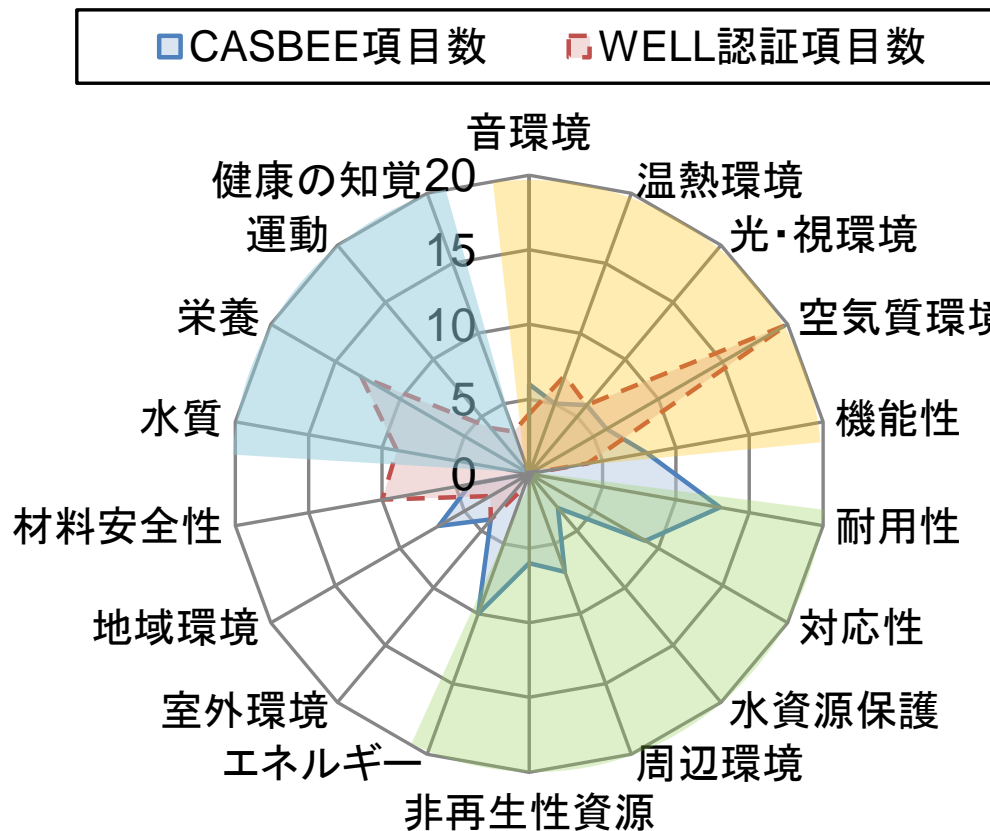 CASBEE項目数
WELL認証項目数
音環境
温熱環境
光・視環境
空気質環境
機能性
耐用性
対応性
水資源保護
周辺環境
非再生性資源
エネルギー
室外環境
地域環境
材料安全性
水質
栄養
運動
健康の知覚
20
15
10
5
0